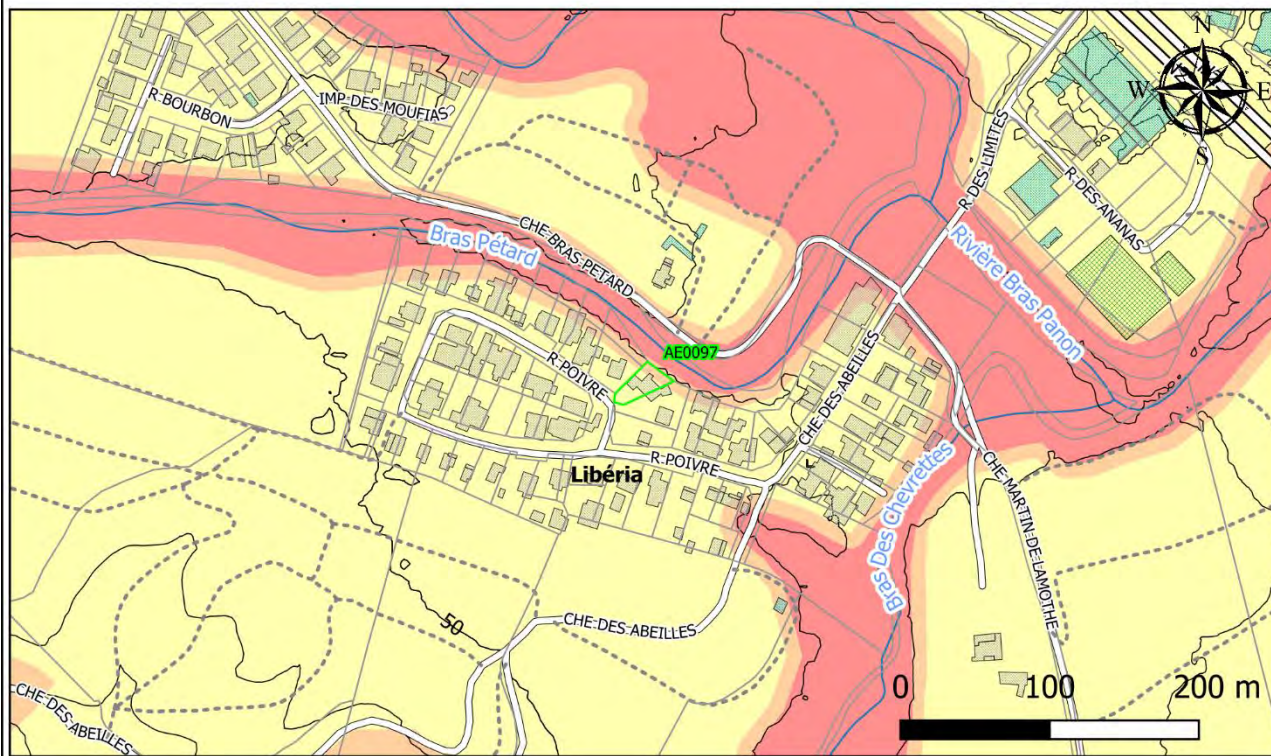 N
W
E
S
R. BOURBON
IMP DES MOUFIAS
R. DES LIMITES
R. DES ANANAS
CHE BRAS PETARD
Bras Pétard
Rivière Bras Panon
AE0097
R. POIVRE
CHE DES ABEILLES
R. POIVRE
Libéria
Bras Des Chevrettes
CHE MARTIN DE LAMOTHE
50
CHE DES ABEILLES
CHE DES ABEILLES
0 100 200 m